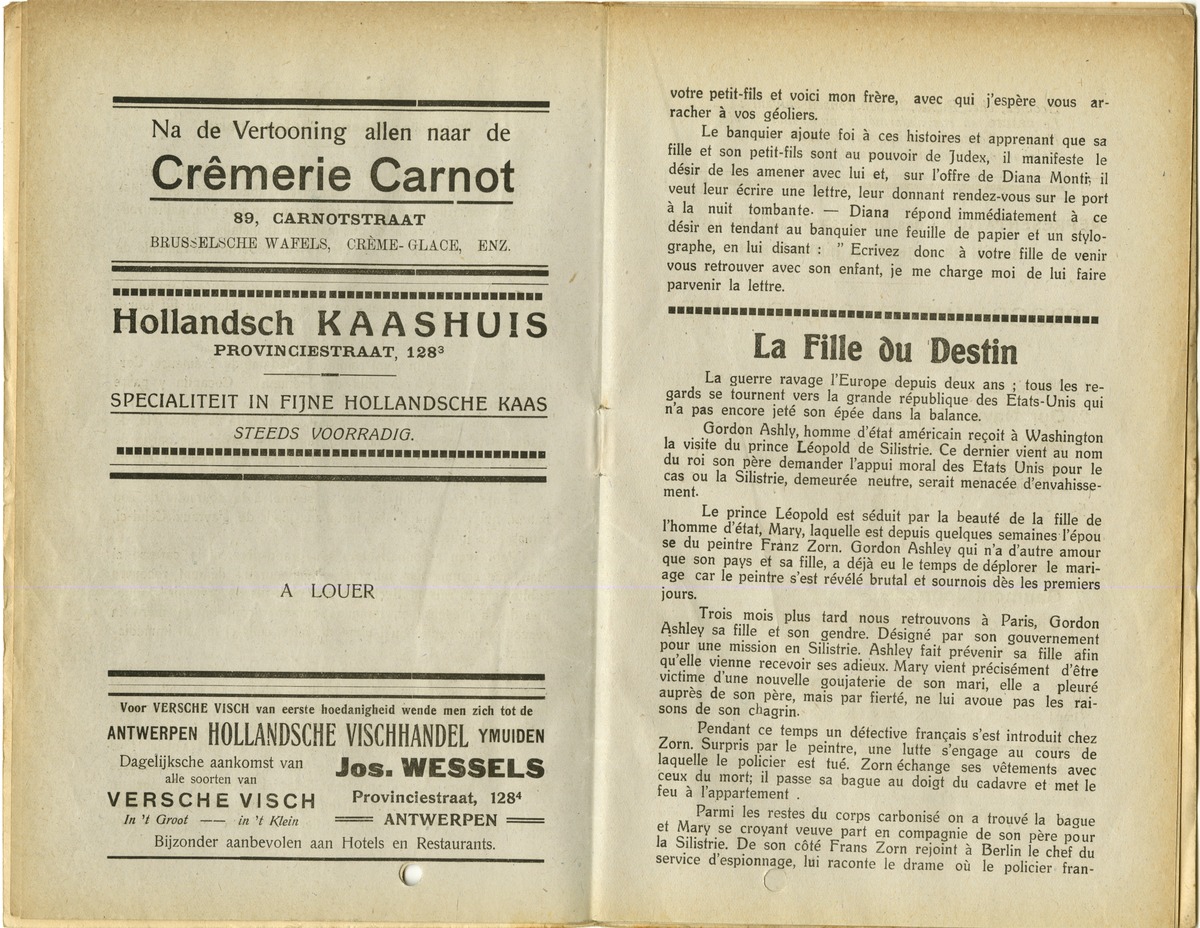 Na de Vertooning allen naar de
Crêmerie Carnot
89, CARNOTSTRAAT
BRUSSELSCHE WAFELS, CRÈME-GLACE, ENZ.
Hollandsch KAASHUIS
PROVINCIESTRAAT, 128³
SPECIALITEIT IN FIJNE HOLLANDSCHE KAAS
STEEDS VOORRADIG.
A LOUER
Voor VERSCHE VISCH van eerste hoedanigheid wende men zich tot de
ANTWERPEN HOLLANDSCHE VISCHHANDEL YMUIDEN
Dagelijksche aankomst van
alle soorten van
VERSCHE VISCH
In 't Groot —— in 't Klein
Jos. WESSELS
Provinciestraat, 128⁴
ANTWERPEN
Bijzonder aanbevolen aan Hotels en Restaurants.
votre petit-fils et voici mon frère, avec qui j'espère vous ar-
racher à vos géoliers.
Le banquier ajoute foi à ces histoires et apprenant que sa
fille et son petit-fils sont au pouvoir de Judex, il manifeste le
désir de les amener avec lui et, sur l'offre de Diana Monti; il
veut leur écrire une lettre, leur donnant rendez-vous sur le port
à la nuit tombante. — Diana répond immédiatement à ce
désir en tendant au banquier une feuille de papier et un stylo-
graphe, en lui disant : " Ecrivez donc à votre fille de venir
vous retrouver avec son enfant, je me charge moi de lui faire
parvenir la lettre.
La Fille du Destin
La guerre ravage l'Europe depuis deux ans ; tous les re-
gards se tournent vers la grande république des Etats-Unis qui
n'a pas encore jeté son épée dans la balance.
Gordon Ashly, homme d'état américain reçoit à Washington
la visite du prince Léopold de Silistrie. Ce dernier vient au nom
du roi son père demander l'appui moral des Etats Unis pour le
cas ou la Silistrie, demeurée neutre, serait menacée d'envahisse-
ment.
Le prince Léopold est séduit par la beauté de la fille de
l'homme d'état, Mary, laquelle est depuis quelques semaines l'épou
se du peintre Franz Zorn. Gordon Ashley qui n'a d'autre amour
que son pays et sa fille, a déjà eu le temps de déplorer le mari-
age car le peintre s'est révélé brutal et sournois dès les premiers
jours.
Trois mois plus tard nous retrouvons à Paris, Gordon
Ashley sa fille et son gendre. Désigné par son gouvernement
pour une mission en Silistrie. Ashley fait prévenir sa fille afin
qu'elle vienne recevoir ses adieux. Mary vient précisément d'être
victime d'une nouvelle goujaterie de son mari, elle a pleuré
auprès de son père, mais par fierté, ne lui avoue pas les rai-
sons de son chagrin.
Pendant ce temps un détective français s'est introduit chez
Zorn. Surpris par le peintre, une lutte s'engage au cours de
laquelle le policier est tué. Zorn échange ses vêtements avec
ceux du mort; il passe sa bague au doigt du cadavre et met le
feu à l'appartement .
Parmi les restes du corps carbonisé on a trouvé la bague
et Mary se croyant veuve part en compagnie de son père pour
la Silistrie. De son côté Frans Zorn rejoint à Berlin le chef du
service d'espionnage, lui raconte le drame où le policier fran-